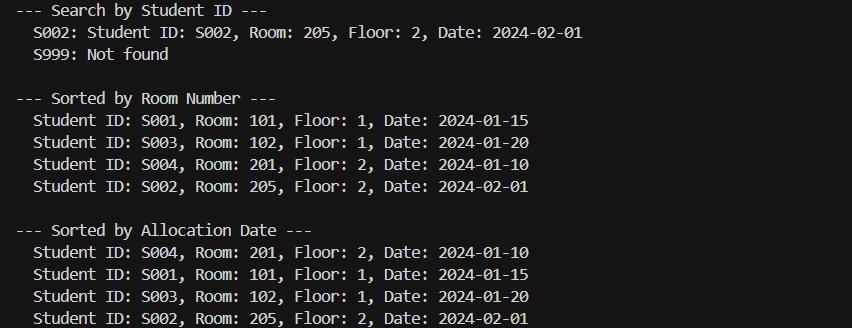 --- Search by Student ID ---
S002: Student ID: S002, Room: 205, Floor: 2, Date: 2024-02-01
S999: Not found
--- Sorted by Room Number ---
Student ID: S001, Room: 101, Floor: 1, Date: 2024-01-15
Student ID: S003, Room: 102, Floor: 1, Date: 2024-01-20
Student ID: S004, Room: 201, Floor: 2, Date: 2024-01-10
Student ID: S002, Room: 205, Floor: 2, Date: 2024-02-01
--- Sorted by Allocation Date ---
Student ID: S004, Room: 201, Floor: 2, Date: 2024-01-10
Student ID: S001, Room: 101, Floor: 1, Date: 2024-01-15
Student ID: S003, Room: 102, Floor: 1, Date: 2024-01-20
Student ID: S002, Room: 205, Floor: 2, Date: 2024-02-01